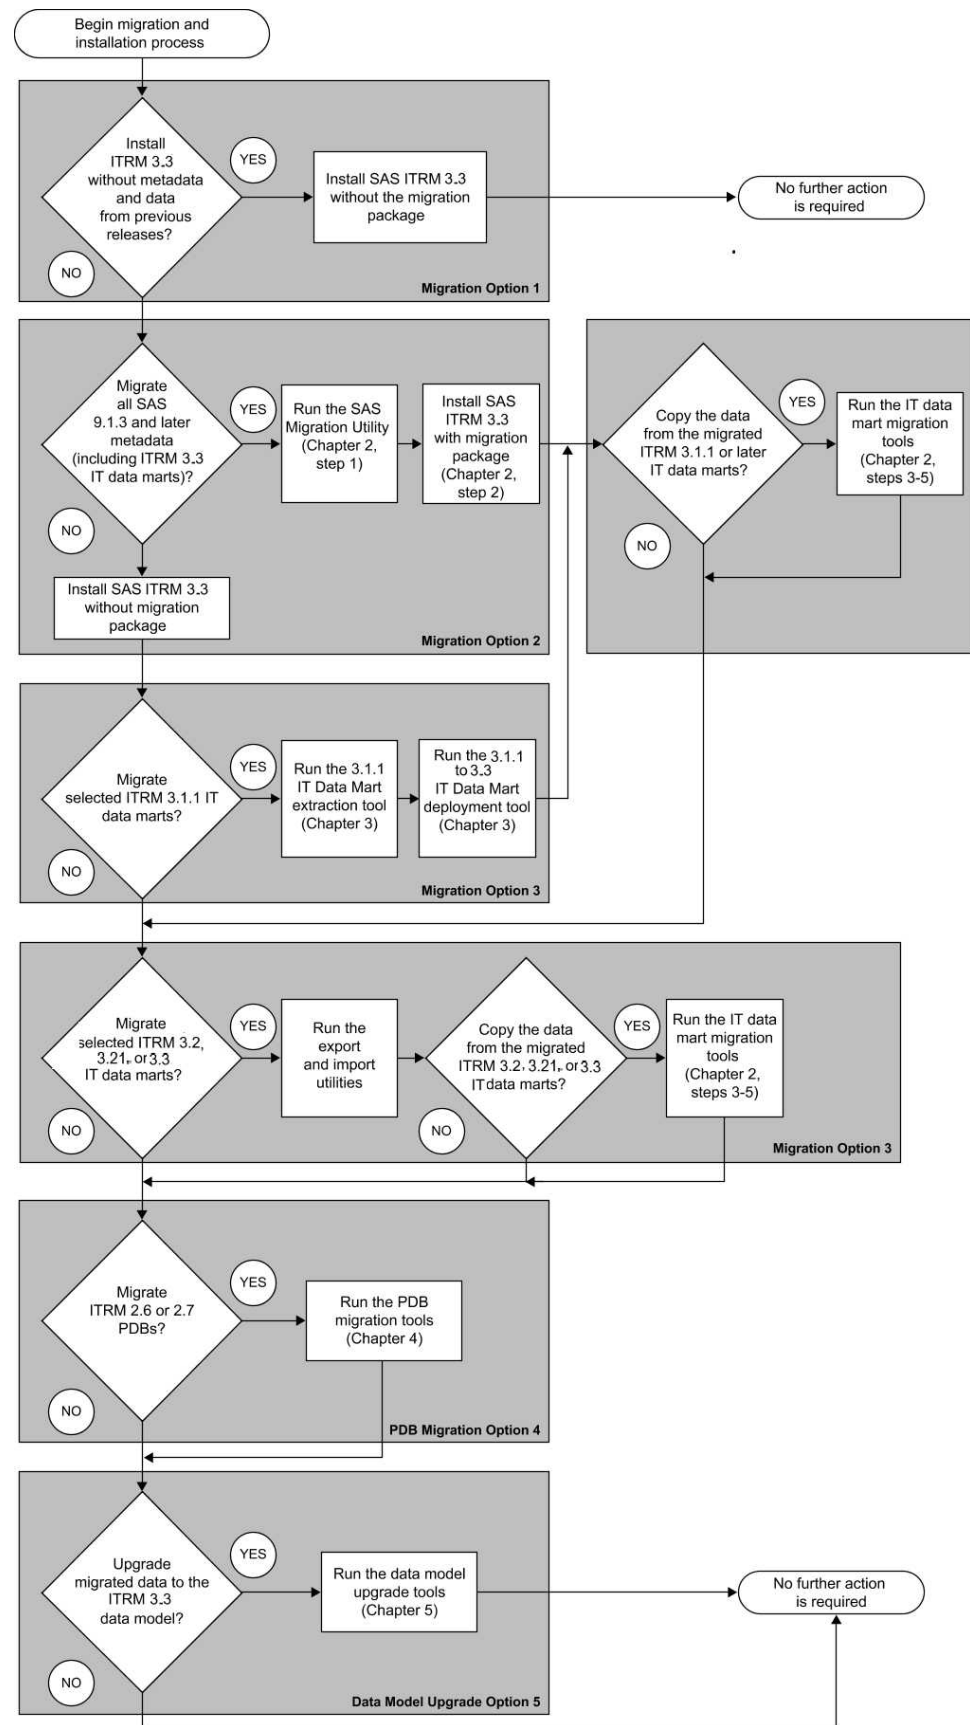 Begin migration and
installation process
Install
ITRM 3.3
without metadata
and data
from previous
releases?
YES
Install SAS ITRM 3.3
without the migration
package
No further action
is required
NO
Migration Option 1
Migrate
all SAS
9.1.3 and later
metadata
(including ITRM 3.3
IT data marts)?
YES
Run the SAS
Migration Utility
(Chapter 2,
step 1)
Install SAS
ITRM 3.3
with migration
package
(Chapter 2,
step 2)
NO
Install SAS ITRM 3.3
without migration
package
Migration Option 2
Copy the data
from the migrated
ITRM 3.1.1 or later
IT data marts?
YES
Run the IT data
mart migration
tools
(Chapter 2,
steps 3-5)
NO
Migrate
selected ITRM 3.1.1 IT
data marts?
YES
Run the 3.1.1
IT Data Mart
extraction tool
(Chapter 3)
Run the 3.1.1
to 3.3
IT Data Mart
deployment tool
(Chapter 3)
NO
Migration Option 3
Migrate
selected ITRM 3.2,
3.21, or 3.3
IT data marts?
YES
Run the
export
and import
utilities
Copy the data
from the migrated
ITRM 3.2, 3.21, or 3.3
IT data marts?
YES
Run the IT data
mart migration
tools
(Chapter 2,
steps 3-5)
NO
NO
Migration Option 3
Migrate
ITRM 2.6 or 2.7
PDBs?
YES
Run the PDB
migration tools
(Chapter 4)
NO
PDB Migration Option 4
Upgrade
migrated data to the
ITRM 3.3
data model?
YES
Run the data model
upgrade tools
(Chapter 5)
No further action
is required
NO
Data Model Upgrade Option 5